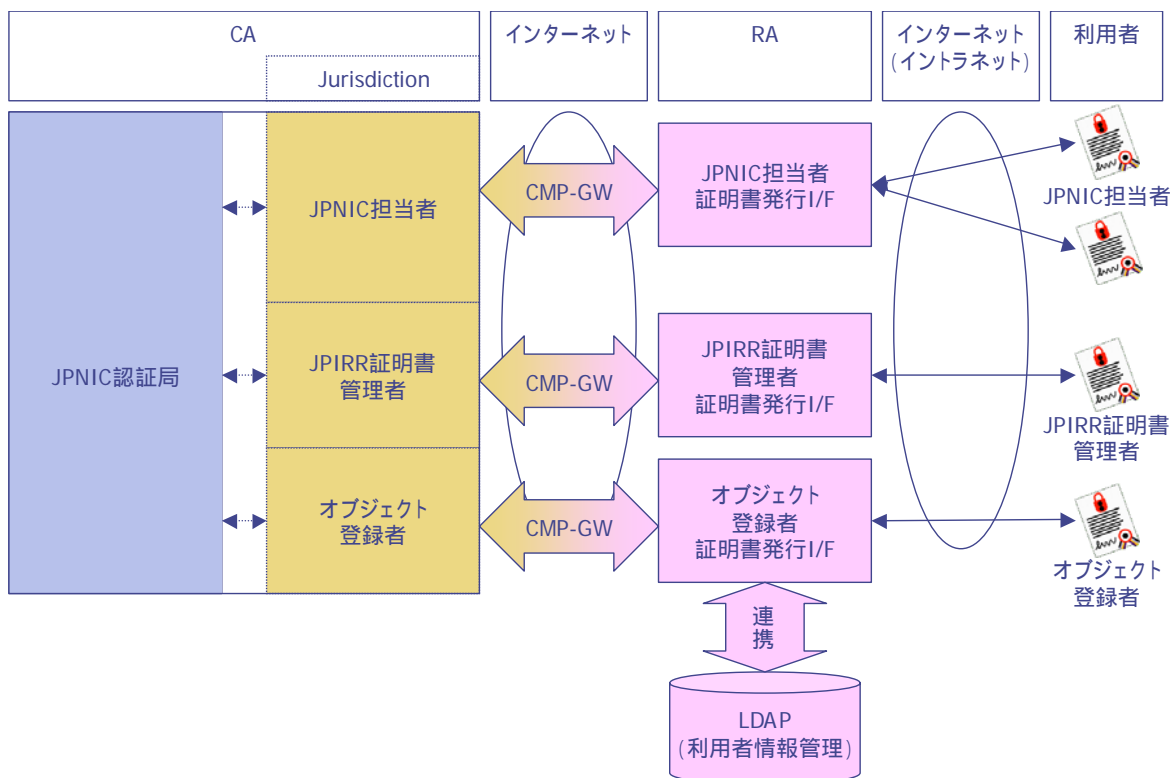 CA
Jurisdiction
インターネット
RA
インターネット
(イントラネット)
利用者
JPNIC認証局
JPNIC担当者
CMP-GW
JPNIC担当者
証明書発行I/F
JPNIC担当者
JPIRR証明書
管理者
CMP-GW
JPIRR証明書
管理者
証明書発行I/F
JPIRR証明書
管理者
オブジェクト
登録者
CMP-GW
オブジェクト
登録者
証明書発行I/F
オブジェクト
登録者
連
携
LDAP
(利用者情報管理)